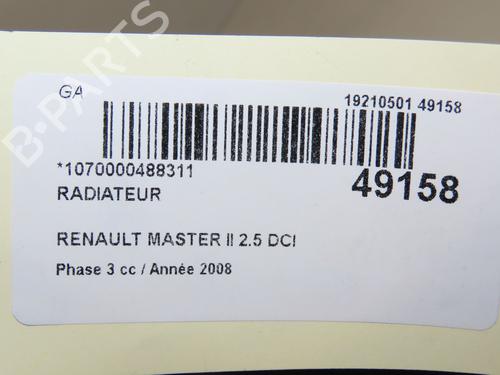 B-PARTS
GA
19210501 49158
*1070000488311
49158
RADIATEUR
RENAULT MASTER II 2.5 DCI
Phase 3 cc / Année 2008